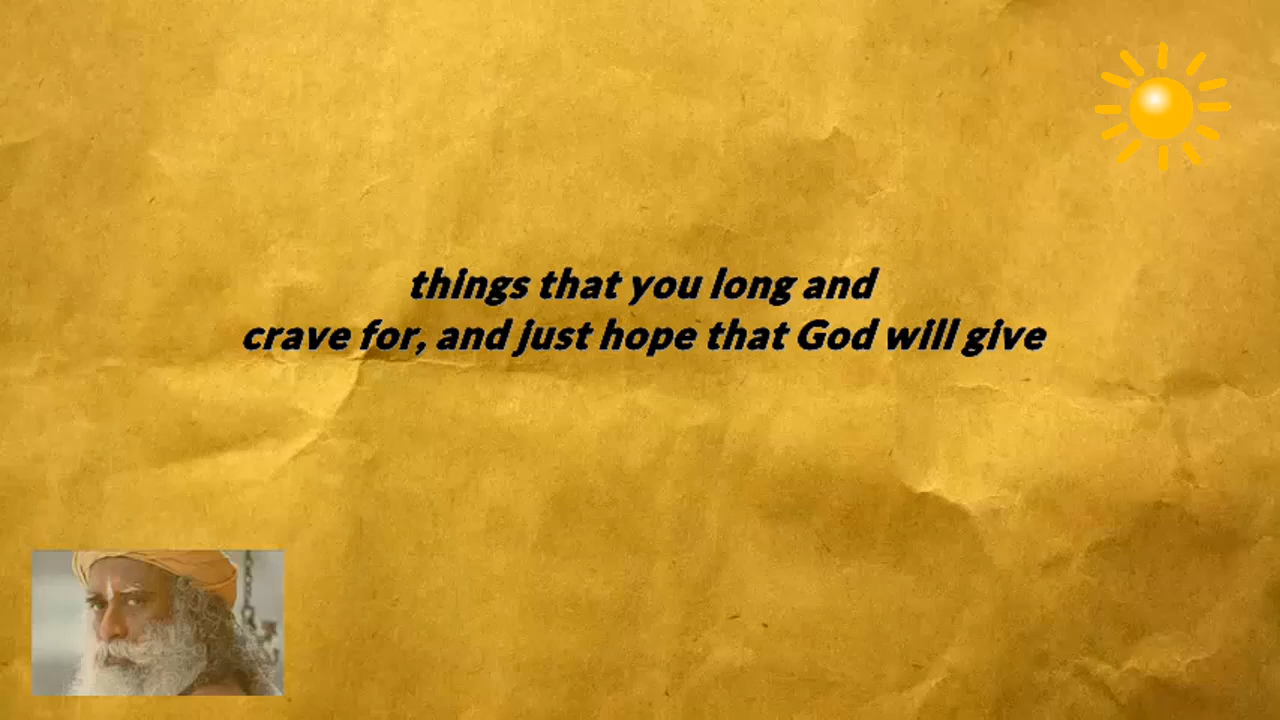 things that you long and
crave for, and just hope that God will give